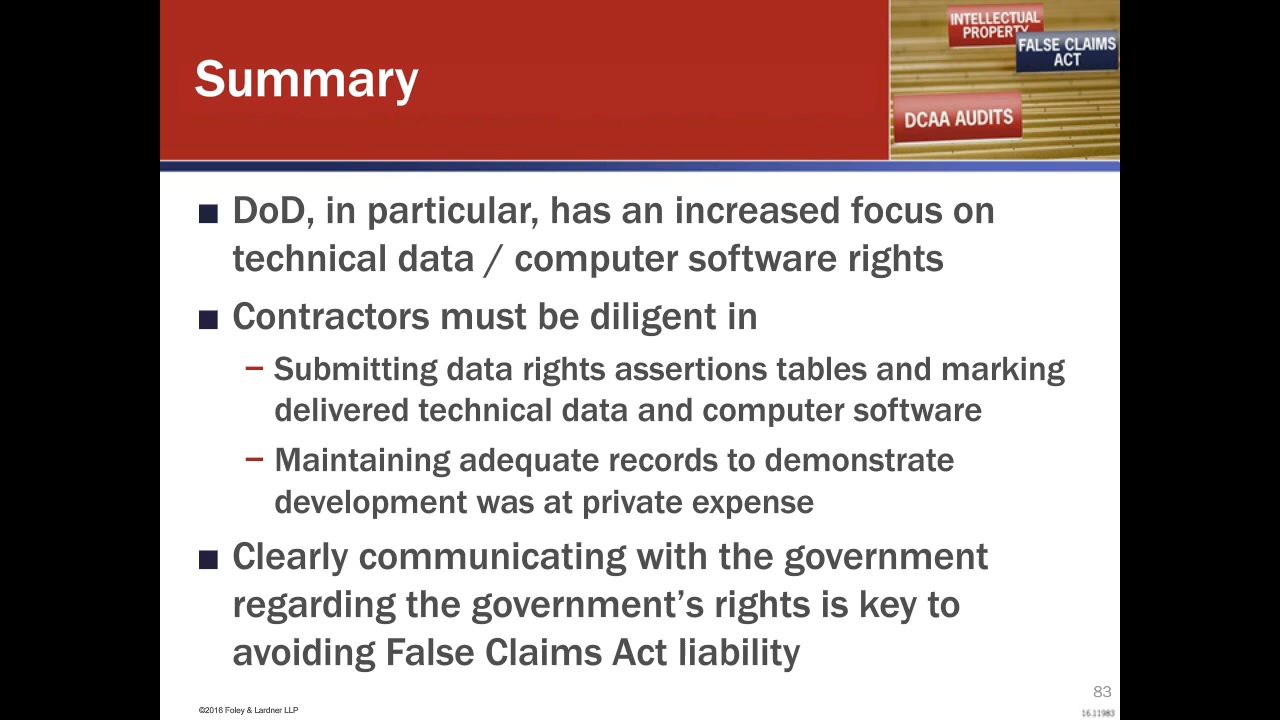 Summary
INTELLECTUAL
PROPERTY
FALSE CLAIMS
ACT
DCAA AUDITS
■ DoD, in particular, has an increased focus on
technical data / computer software rights
■ Contractors must be diligent in
– Submitting data rights assertions tables and marking
delivered technical data and computer software
– Maintaining adequate records to demonstrate
development was at private expense
■ Clearly communicating with the government
regarding the government’s rights is key to
avoiding False Claims Act liability
83
©2016 Foley & Lardner LLP
16.11983